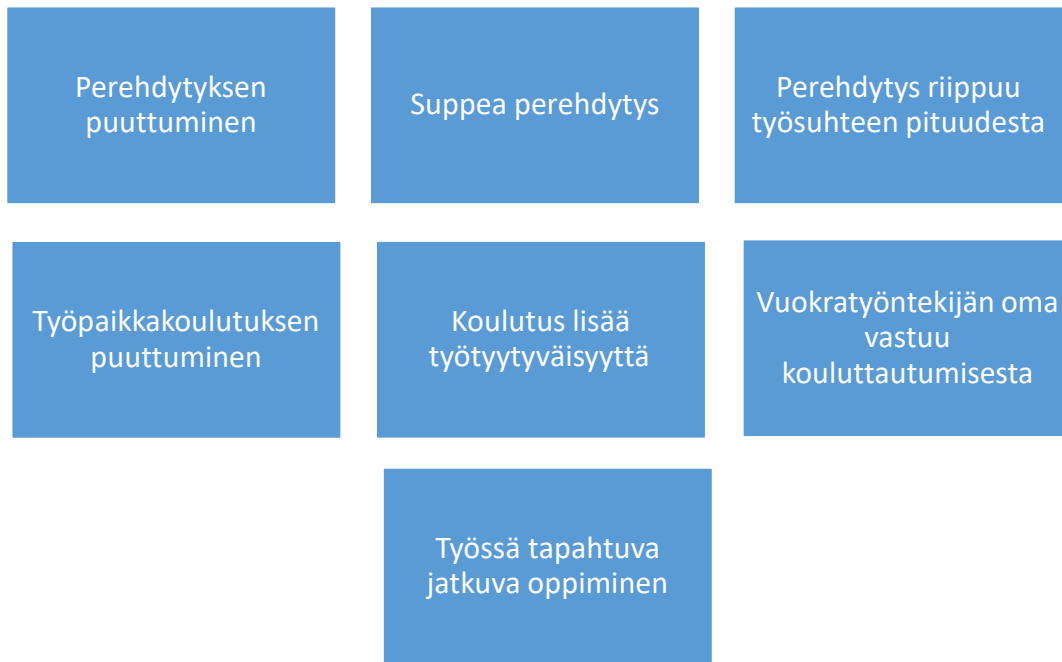 Perehdytyksen
puuttuminen
Suppea perehdytys
Perehdytys riippuu
työsuhteen pituudesta
Työpaikkakoulutuksen
puuttuminen
Koulutus lisää
työtyytyväisyyttä
Vuokratyöntekijän oma
vastuu
kouluttautumisesta
Työssä tapahtuva
jatkuva oppiminen